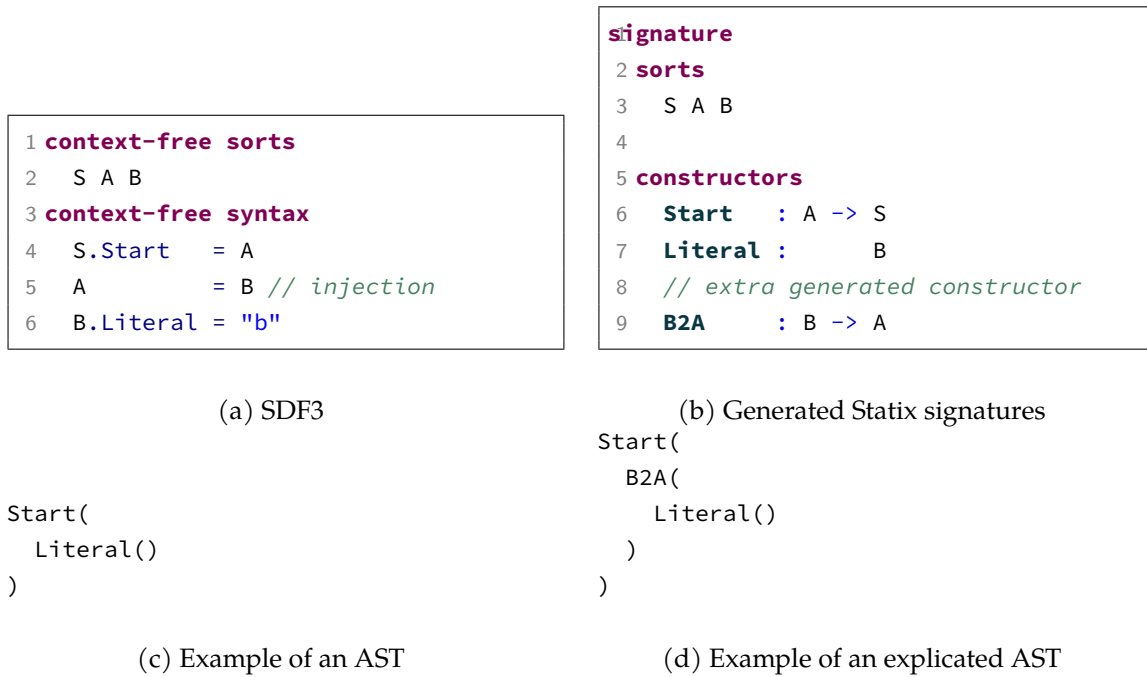 1 context-free sorts
2   S A B
3 context-free syntax
4   S.Start   = A
5   A         = B // injection
6   B.Literal = "b"
(a) SDF3
1 signature
2 sorts
3   S A B
4
5 constructors
6   Start   : A -> S
7   Literal :      B
8   // extra generated constructor
9   B2A     : B -> A
(b) Generated Statix signatures
Start(
  Literal()
)
(c) Example of an AST
Start(
  B2A(
    Literal()
  )
)
(d) Example of an explicated AST